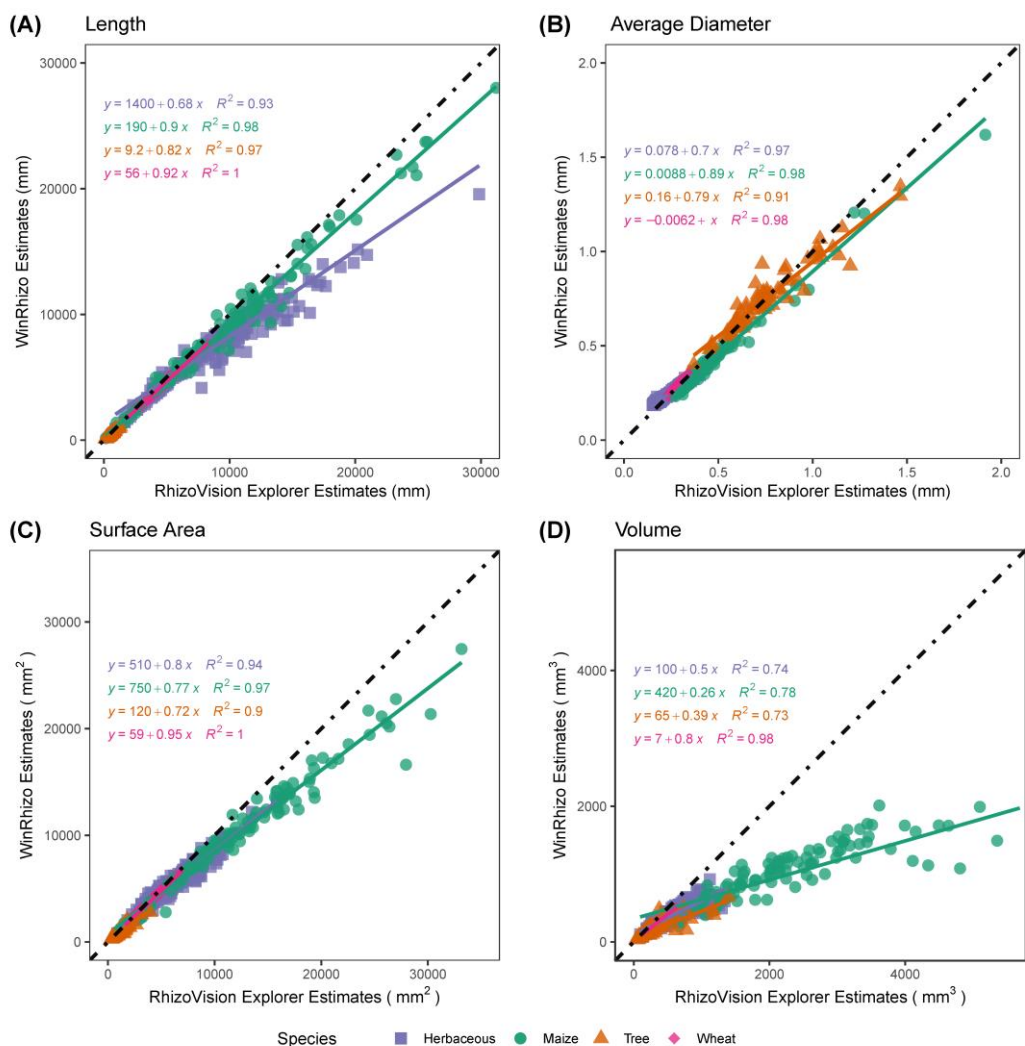 (A) Length
30000
20000
10000
0
WinRhizo Estimates (mm)
y = 1400 + 0.68 x R² = 0.93
y = 190 + 0.9 x R² = 0.98
y = 9.2 + 0.82 x R² = 0.97
y = 56 + 0.92 x R² = 1
0 10000 20000 30000
RhizoVision Explorer Estimates (mm)
(B) Average Diameter
2.0
1.5
1.0
0.5
0.0
WinRhizo Estimates (mm)
y = 0.078 + 0.7 x R² = 0.97
y = 0.0088 + 0.89 x R² = 0.98
y = 0.16 + 0.79 x R² = 0.91
y = −0.0062 + x R² = 0.98
0.0 0.5 1.0 1.5 2.0
RhizoVision Explorer Estimates (mm)
(C) Surface Area
30000
20000
10000
0
WinRhizo Estimates ( mm²)
y = 510 + 0.8 x R² = 0.94
y = 750 + 0.77 x R² = 0.97
y = 120 + 0.72 x R² = 0.9
y = 59 + 0.95 x R² = 1
0 10000 20000 30000
RhizoVision Explorer Estimates ( mm²)
(D) Volume
4000
2000
0
WinRhizo Estimates ( mm³)
y = 100 + 0.5 x R² = 0.74
y = 420 + 0.26 x R² = 0.78
y = 65 + 0.39 x R² = 0.73
y = 7 + 0.8 x R² = 0.98
0 2000 4000
RhizoVision Explorer Estimates ( mm³)
Species Herbaceous Maize Tree Wheat